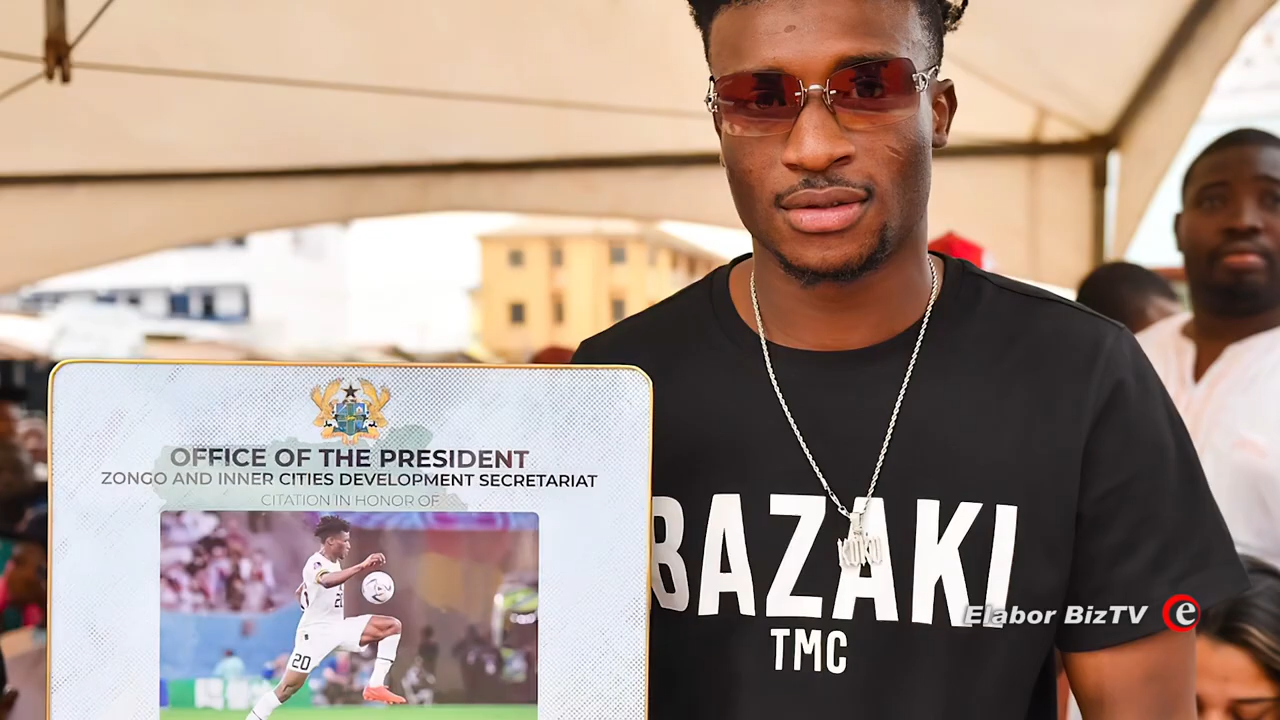 OFFICE OF THE PRESIDENT
ZONGO AND INNER CITIES DEVELOPMENT SECRETARIAT
CITATION IN HONOR OF
20
BAZAKI
TMC
KUKU
Elabor BizTV e